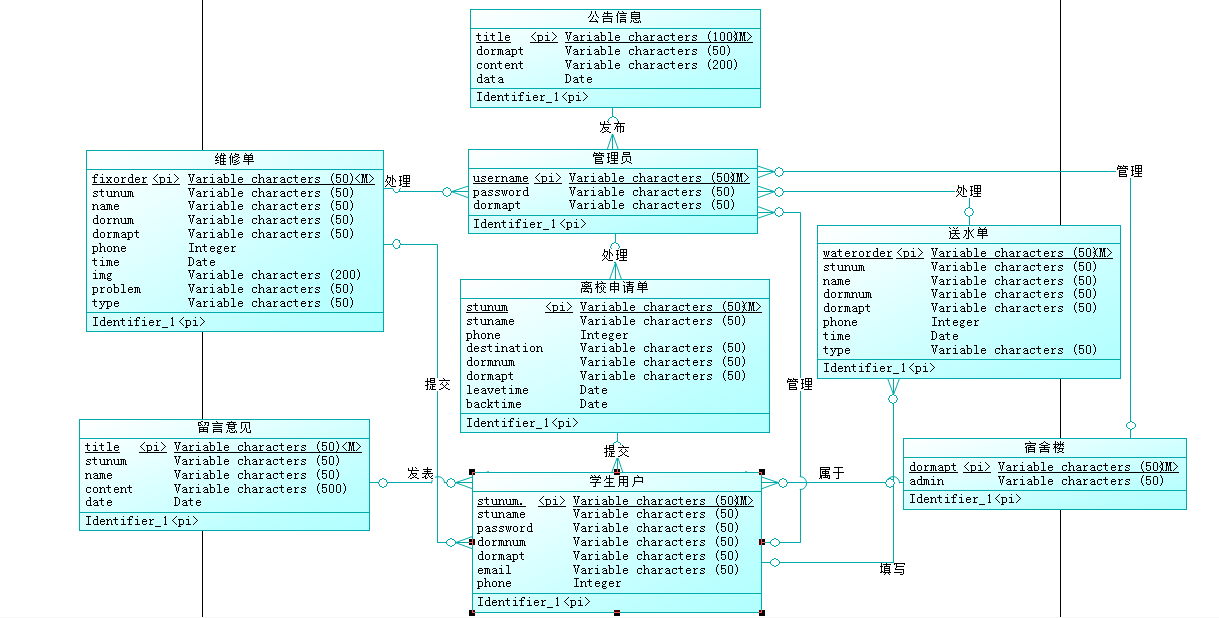 公告信息
title <pi> Variable characters (100)<M>
dormapt Variable characters (50)
content Variable characters (200)
data Date
Identifier_1 <pi>
发布
维修单
fixorder <pi> Variable characters (50) <M>
stunum Variable characters (50)
name Variable characters (50)
dornum Variable characters (50)
dormapt Variable characters (50)
phone Integer
time Date
img Variable characters (200)
problem Variable characters (50)
type Variable characters (50)
Identifier_1 <pi>
处理
管理员
username <pi> Variable characters (50) <M>
password Variable characters (50)
dormapt Variable characters (50)
Identifier_1 <pi>
管理
处理
送水单
waterorder <pi> Variable characters (50) <M>
stunum Variable characters (50)
name Variable characters (50)
dormnum Variable characters (50)
dormapt Variable characters (50)
phone Integer
time Date
type Variable characters (50)
Identifier_1 <pi>
处理
离校申请单
stunum <pi> Variable characters (50) <M>
stuname Variable characters (50)
phone Integer
destination Variable characters (50)
dormnum Variable characters (50)
dormapt Variable characters (50)
leavetime Date
backtime Date
Identifier_1 <pi>
提交
管理
留言意见
title <pi> Variable characters (50) <M>
stunum Variable characters (50)
name Variable characters (50)
content Variable characters (500)
date Date
Identifier_1 <pi>
提交
发表
属于
宿舍楼
dormapt <pi> Variable characters (50) <M>
admin Variable characters (50)
Identifier_1 <pi>
学生用户
stunum. <pi> Variable characters (50) <M>
stuname Variable characters (50)
password Variable characters (50)
dormnum Variable characters (50)
dormapt Variable characters (50)
email Variable characters (50)
phone Integer
Identifier_1 <pi>
填写